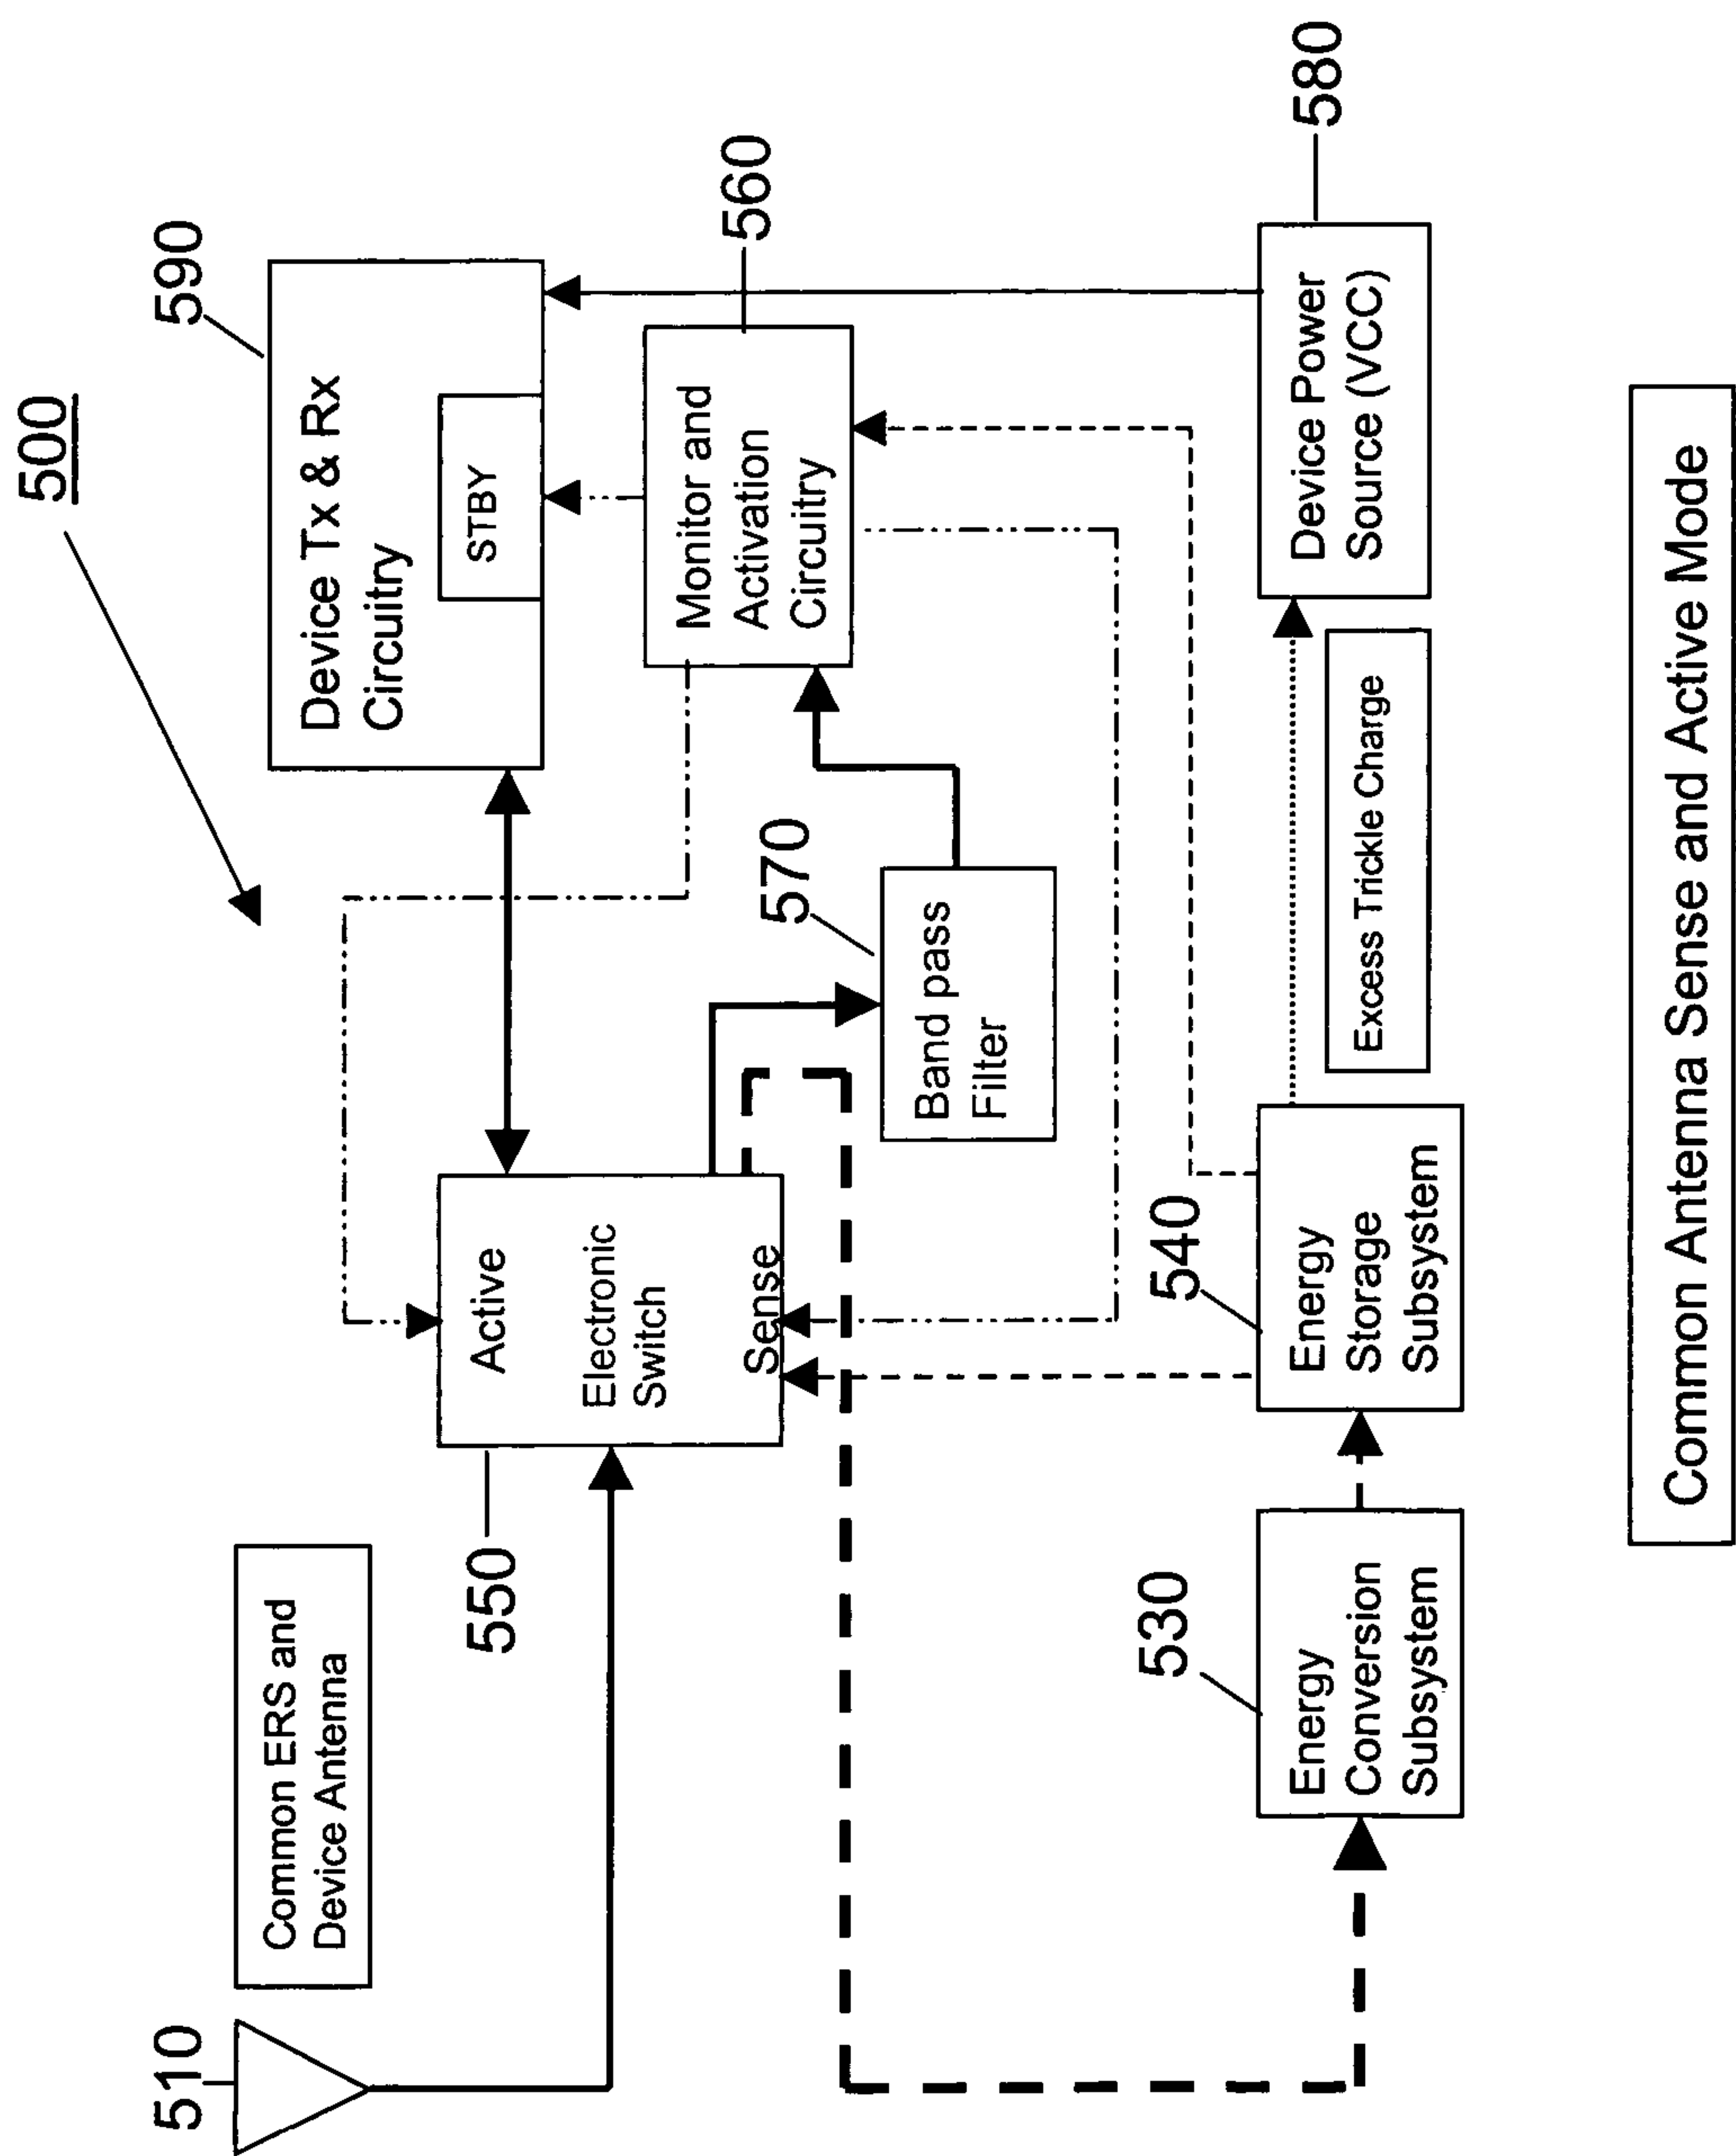 500
510
Common ERS and
Device Antenna
590
Device Tx & Rx
Circuitry
STBY
550
Active
Electronic
Switch
Sense
560
Monitor and
Activation
Circuitry
570
Band pass
Filter
530
Energy
Conversion
Subsystem
540
Energy
Storage
Subsystem
Excess Trickle Charge
580
Device Power
Source (VCC)
Common Antenna Sense and Active Mode